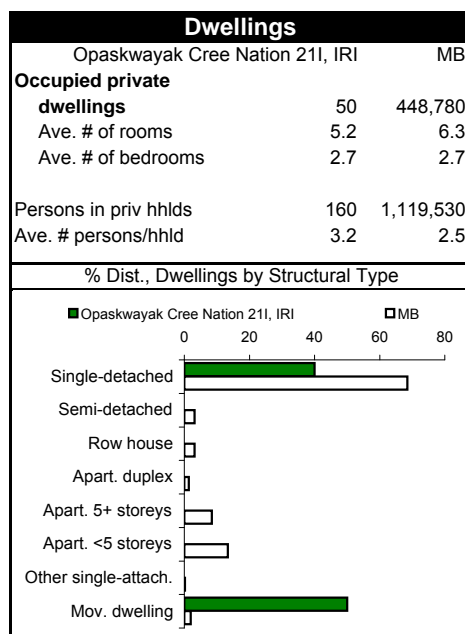 Dwellings
Opaskwayak Cree Nation 21I, IRI MB
Occupied private
dwellings 50 448,780
Ave. # of rooms 5.2 6.3
Ave. # of bedrooms 2.7 2.7
Persons in priv hhlds 160 1,119,530
Ave. # persons/hhld 3.2 2.5
% Dist., Dwellings by Structural Type
Opaskwayak Cree Nation 21I, IRI MB
0 20 40 60 80
Single-detached
Semi-detached
Row house
Apart. duplex
Apart. 5+ storeys
Apart. <5 storeys
Other single-attach.
Mov. dwelling